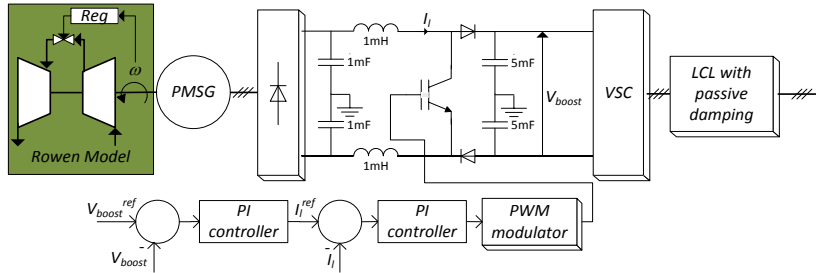 Reg
ω
Rowen Model
PMSG
1mH
I_l
1mF
1mF
1mH
5mF
5mF
V_boost
VSC
LCL with
passive
damping
V_boost^ref
-
V_boost
PI
controller
I_l^ref
-
I_l
PI
controller
PWM
modulator